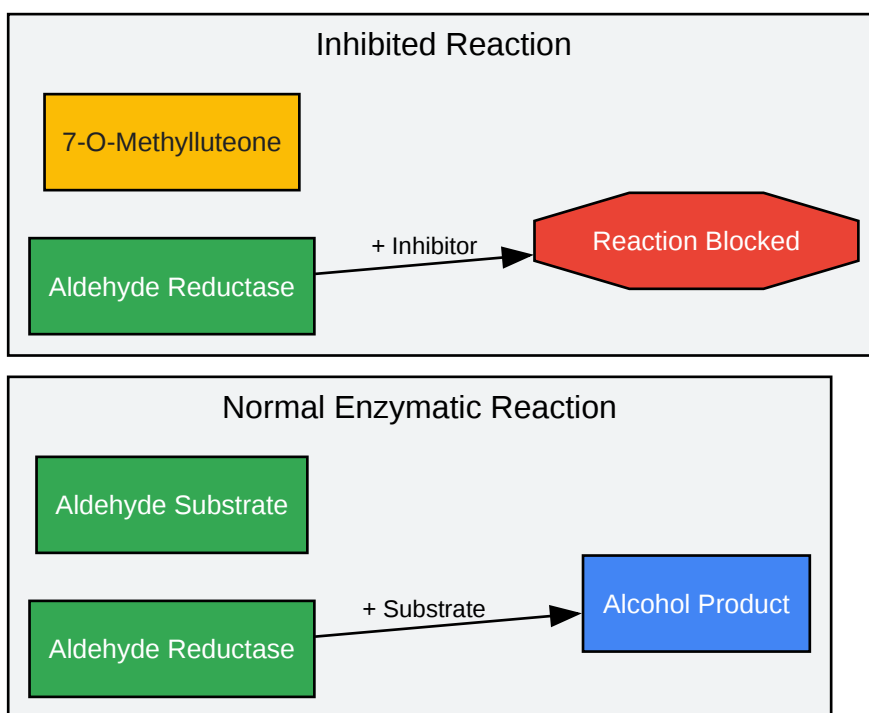 Inhibited Reaction
7-O-Methylluteone
Aldehyde Reductase
+ Inhibitor
Reaction Blocked
Normal Enzymatic Reaction
Aldehyde Substrate
Aldehyde Reductase
+ Substrate
Alcohol Product